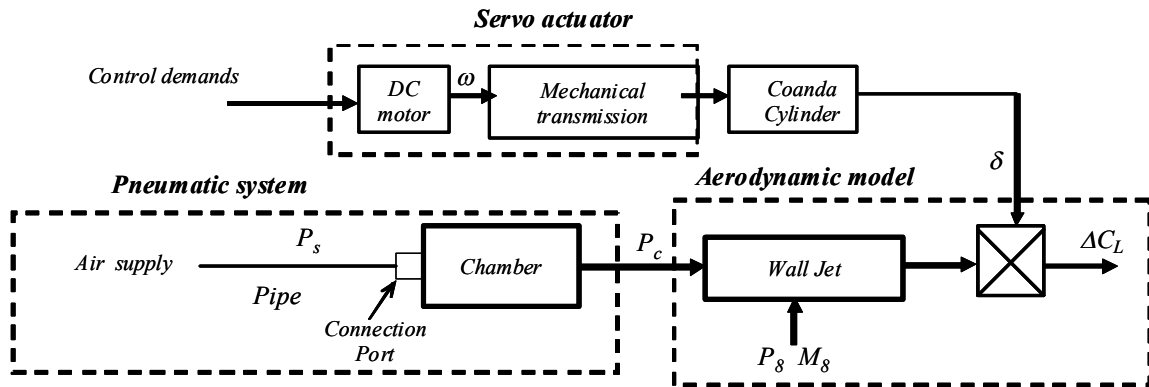 Servo actuator
Control demands
DC
motor
ω
Mechanical
transmission
Coanda
Cylinder
δ
Pneumatic system
Aerodynamic model
Air supply
P_s
Pipe
Connection
Port
Chamber
P_c
Wall Jet
P_8 M_8
ΔC_L